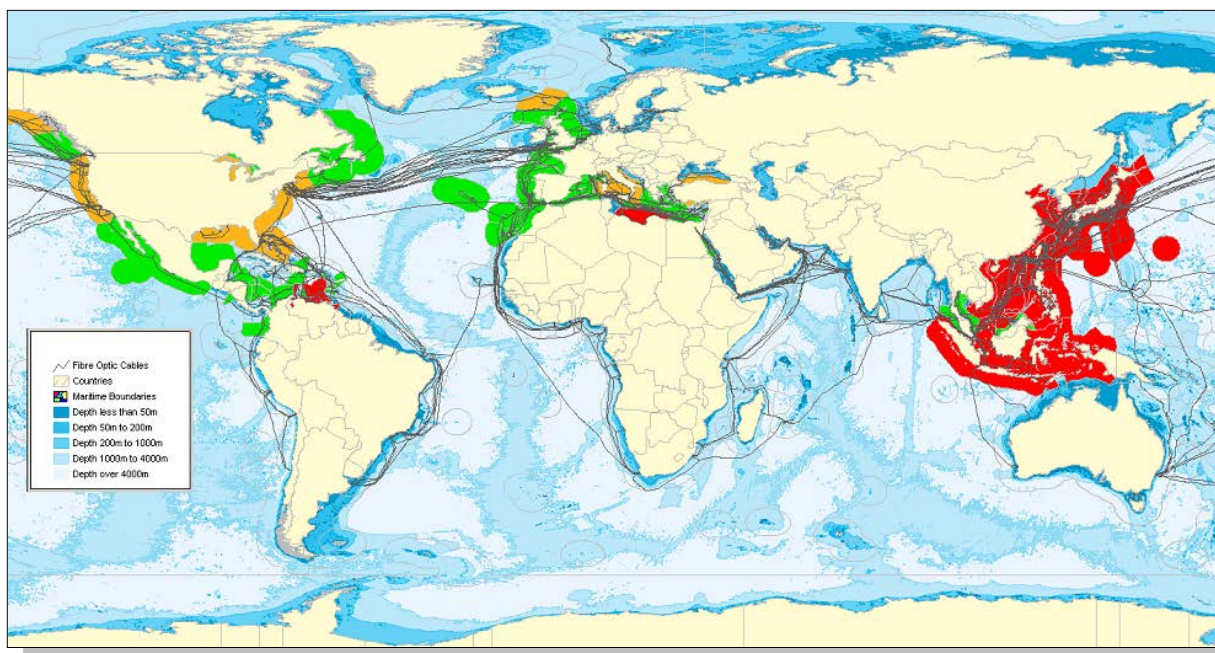 Fibre Optic Cables
Countries
Maritime Boundaries
Depth less than 50m
Depth 50m to 200m
Depth 200m to 1000m
Depth 1000m to 4000m
Depth over 4000m